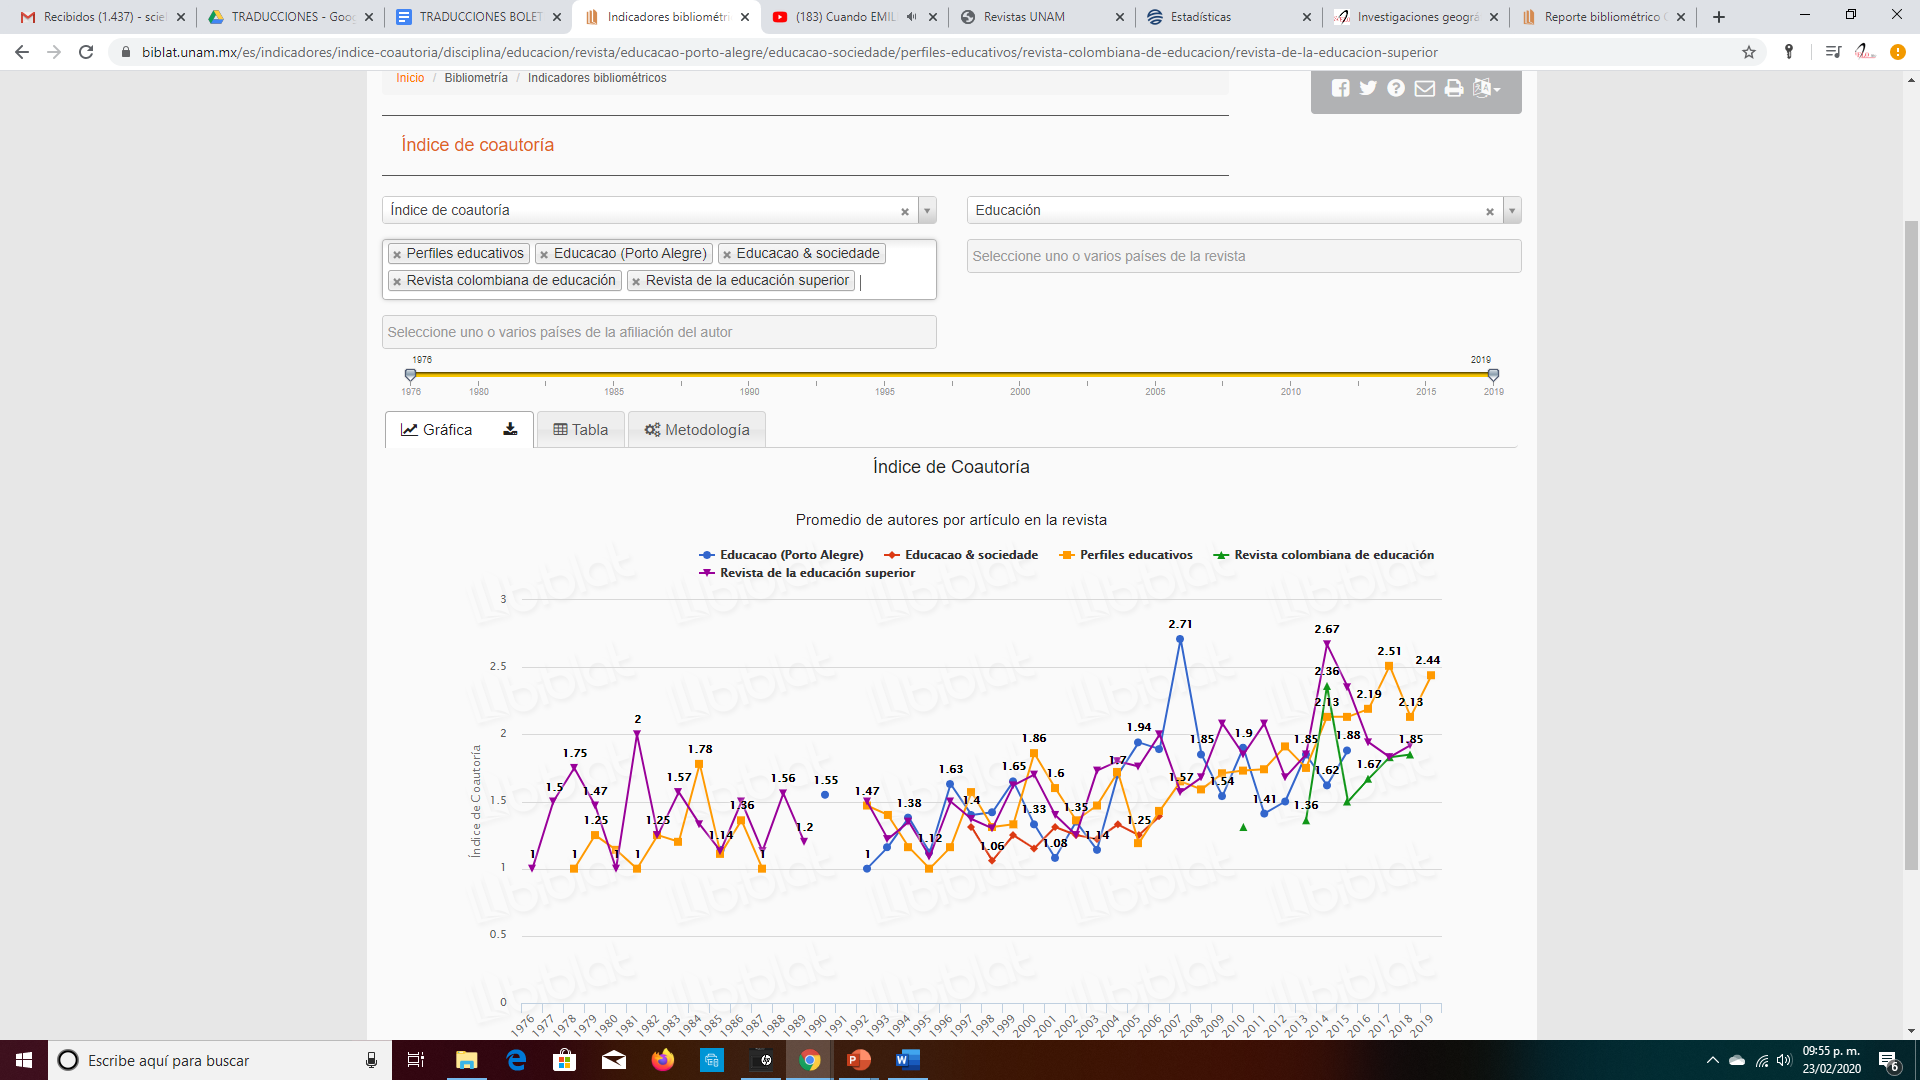 Recibidos (1.437) - scie
TRADUCCIONES - Goo
TRADUCCIONES BOLET
Indicadores bibliométri
(183) Cuando EMIL
Revistas UNAM
Estadísticas
Investigaciones geográ
Reporte bibliométrico
biblat.unam.mx/es/indicadores/indice-coautoria/disciplina/educacion/revista/educacao-porto-alegre/educacao-sociedade/perfiles-educativos/revista-colombiana-de-educacion/revista-de-la-educacion-superior
Inicio / Bibliometría / Indicadores bibliométricos
Índice de coautoría
Índice de coautoría
Educación
Perfiles educativos
Educacao (Porto Alegre)
Educacao & sociedade
Revista colombiana de educación
Revista de la educación superior
Seleccione uno o varios países de la revista
Seleccione uno o varios países de la afiliación del autor
1976 2019
1976 1980 1985 1990 1995 2000 2005 2010 2015 2019
Gráfica
Tabla
Metodología
Índice de Coautoría
Promedio de autores por artículo en la revista
Educacao (Porto Alegre) Educacao & sociedade Perfiles educativos Revista colombiana de educación
Revista de la educación superior
biblat
Índice de Coautoría
3
2.5
2
1.5
1
0.5
0
1 1.5 1.75 1 1.25 1.47 1 2 1 1.25 1.57 1.78 1.14 1.36 1 1.56 1.2 1.55
1.47 1 1.38 1.12 1.63 1.4 1.06 1.65 1.86 1.33 1.6 1.08 1.35 1.14 1.7 1.94 1.25
2.71 1.57 1.85 1.54 1.9 1.41 1.85 1.36 2.67 2.36 2.13 1.62 1.88 2.19 1.67 2.51 2.13 1.85 2.44
1976 1977 1978 1979 1980 1981 1982 1983 1984 1985 1986 1987 1988 1989 1990 1991 1992 1993 1994 1995 1996 1997 1998 1999 2000 2001 2002 2003 2004 2005 2006 2007 2008 2009 2010 2011 2012 2013 2014 2015 2016 2017 2018 2019
Escribe aquí para buscar
09:55 p. m.
23/02/2020
6